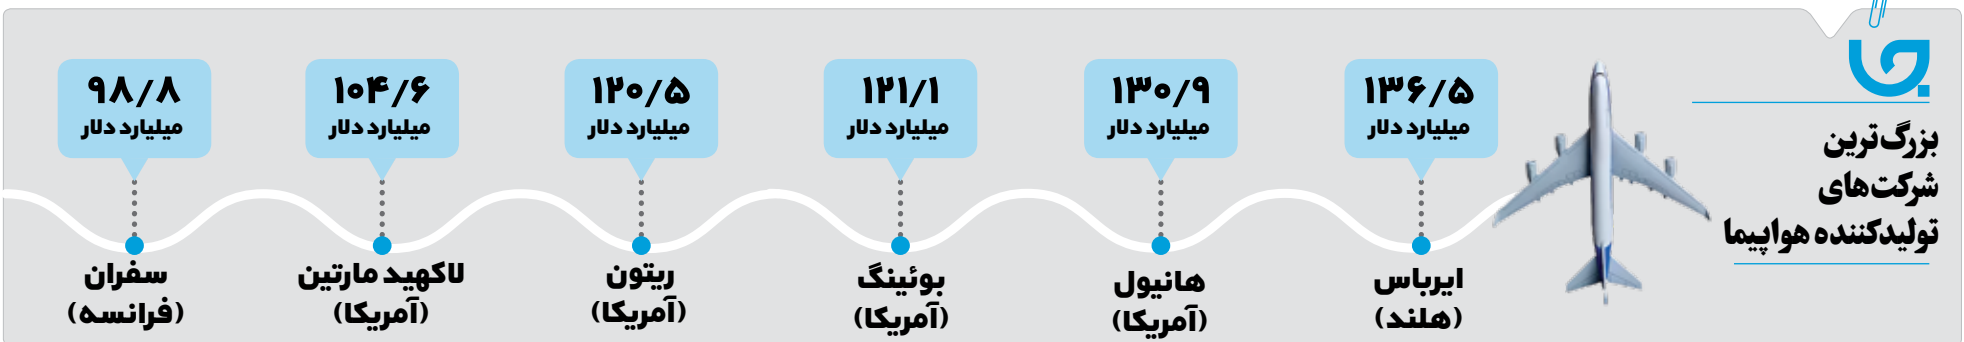 بزرگ‌ترین
شرکت‌های
تولیدکننده هواپیما
۱۳۶/۵
میلیارد دلار
ایرباس
(هلند)
۱۳۰/۹
میلیارد دلار
هانیول
(آمریکا)
۱۲۱/۱
میلیارد دلار
بوئینگ
(آمریکا)
۱۲۰/۵
میلیارد دلار
ریتون
(آمریکا)
۱۰۴/۶
میلیارد دلار
لاکهید مارتین
(آمریکا)
۹۸/۸
میلیارد دلار
سفران
(فرانسه)